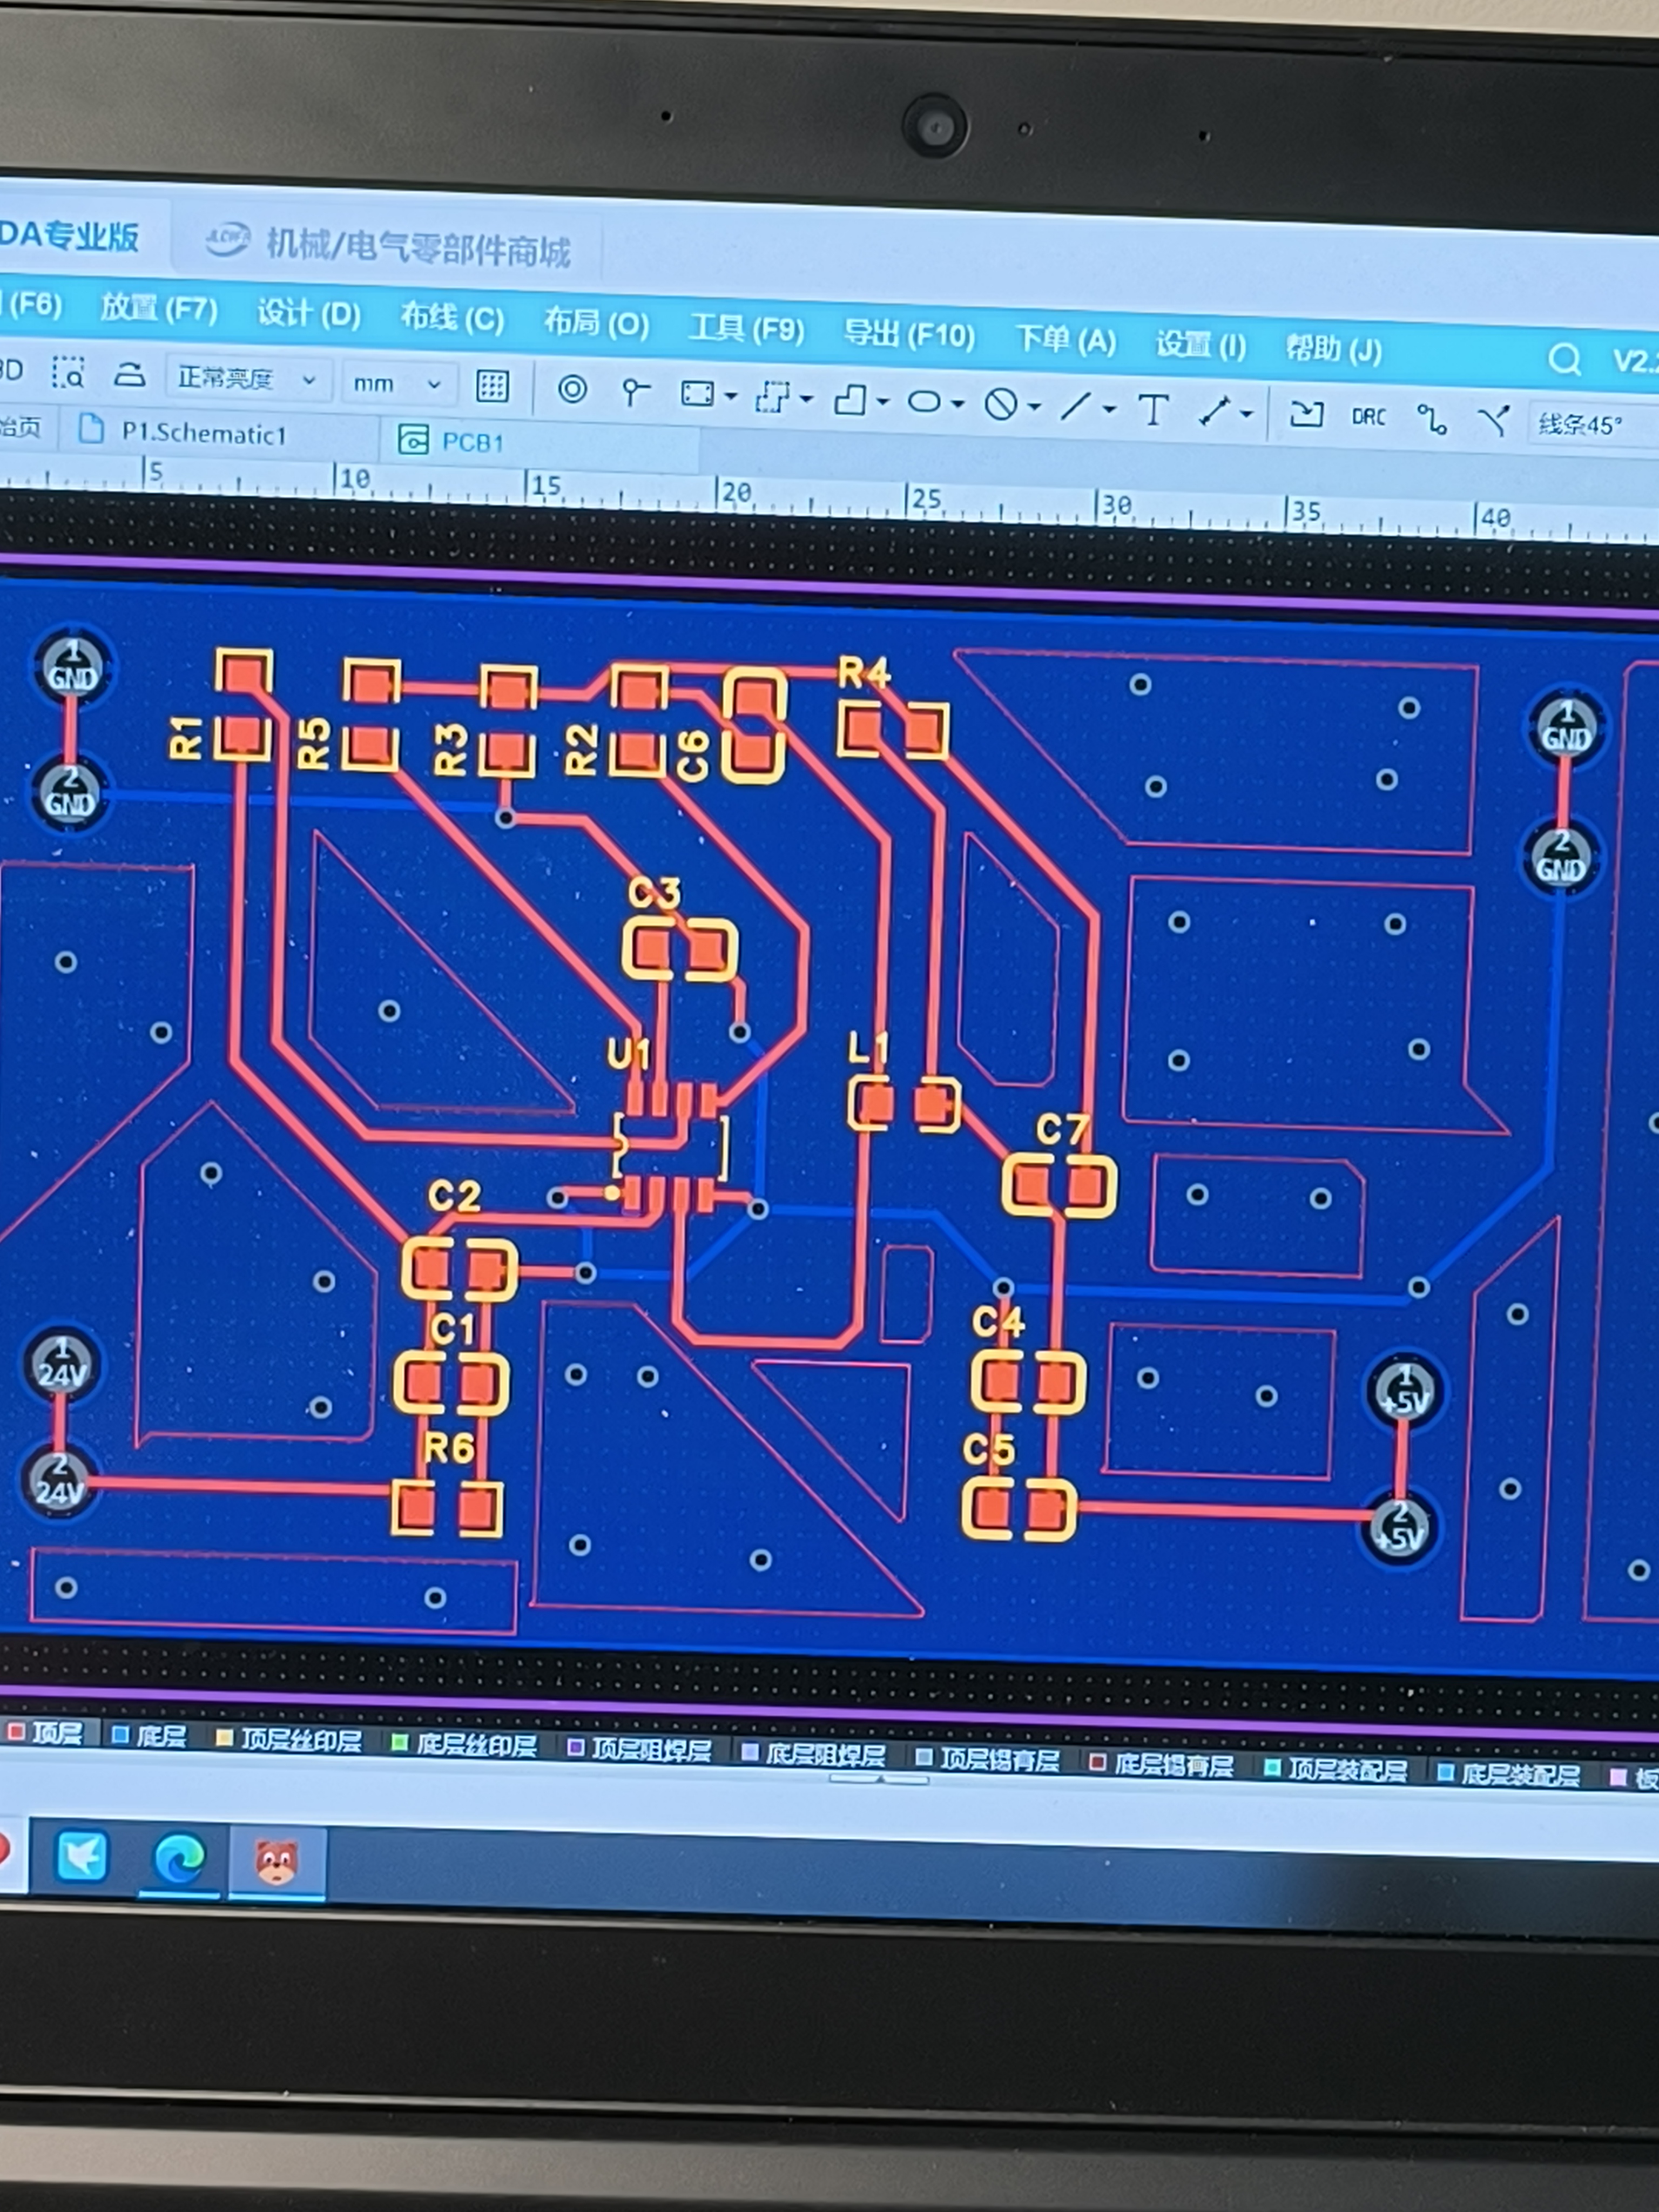 DA专业版 机械/电气零部件商城
(F6) 放置 (F7) 设计 (D) 布线 (C) 布局 (O) 工具 (F9) 导出 (F10) 下单 (A) 设置 (I) 帮助 (J) V2.
3D 正常亮度 mm T DRC 线条45°
始页 P1.Schematic1 PCB1
5 10 15 20 25 30 35 40
1 GND
2 GND
R1 R5 R3 R2 C6 R4
1 GND
2 GND
C3
U1 L1
C7
C2
C1 C4
1 24V
1 +5V
R6 C5
2 24V
2 +5V
顶层 底层 顶层丝印层 底层丝印层 顶层阻焊层 底层阻焊层 顶层锡膏层 底层锡膏层 顶层装配层 底层装配层 板